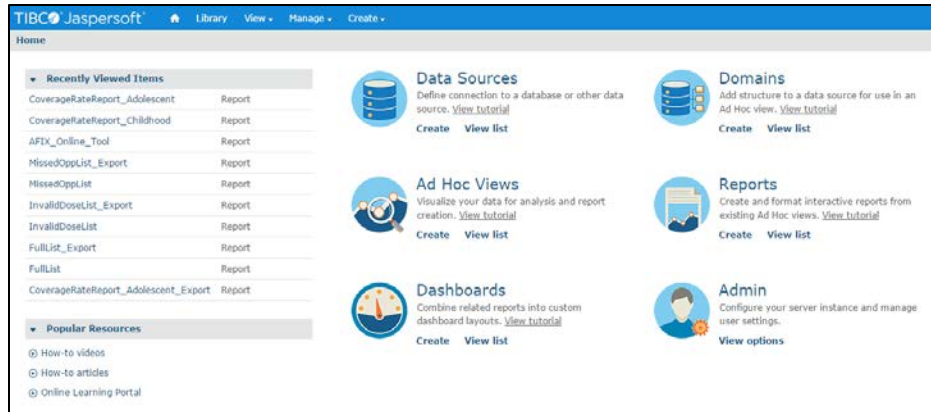 TIBCO Jaspersoft
Library View Manage Create
Home
Recently Viewed Items
CoverageRateReport_Adolescent Report
CoverageRateReport_Childhood Report
AFIX_Online_Tool Report
MissedOppList_Export Report
MissedOppList Report
InvalidDoseList_Export Report
InvalidDoseList Report
FullList_Export Report
FullList Report
CoverageRateReport_Adolescent_Export Report
Popular Resources
How-to videos
How-to articles
Online Learning Portal
Data Sources
Define connection to a database or other data
source. View tutorial
Create View list
Domains
Add structure to a data source for use in an
Ad Hoc view. View tutorial
Create View list
Ad Hoc Views
Visualize your data for analysis and report
creation. View tutorial
Create View list
Reports
Create and format interactive reports from
existing Ad Hoc views. View tutorial
Create View list
Dashboards
Combine related reports into custom
dashboard layouts. View tutorial
Create View list
Admin
Configure your server instance and manage
user settings.
View options